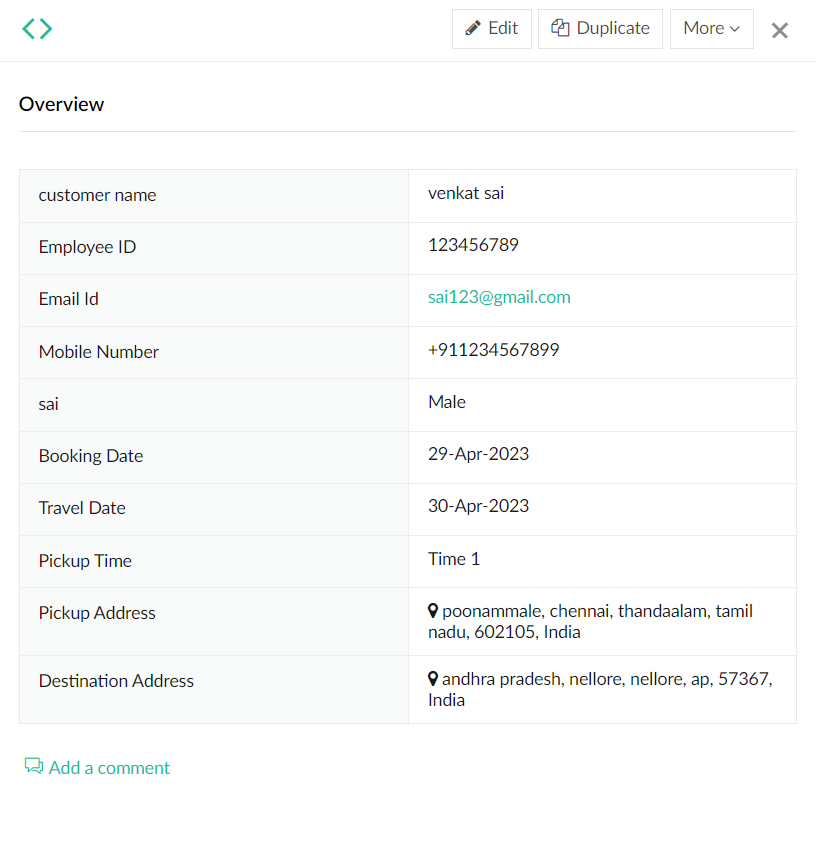 Edit Duplicate More
Overview
customer name venkat sai
Employee ID 123456789
Email Id sai123@gmail.com
Mobile Number +911234567899
sai Male
Booking Date 29-Apr-2023
Travel Date 30-Apr-2023
Pickup Time Time 1
Pickup Address poonammale, chennai, thandaalam, tamil
nadu, 602105, India
Destination Address andhra pradesh, nellore, nellore, ap, 57367,
India
Add a comment